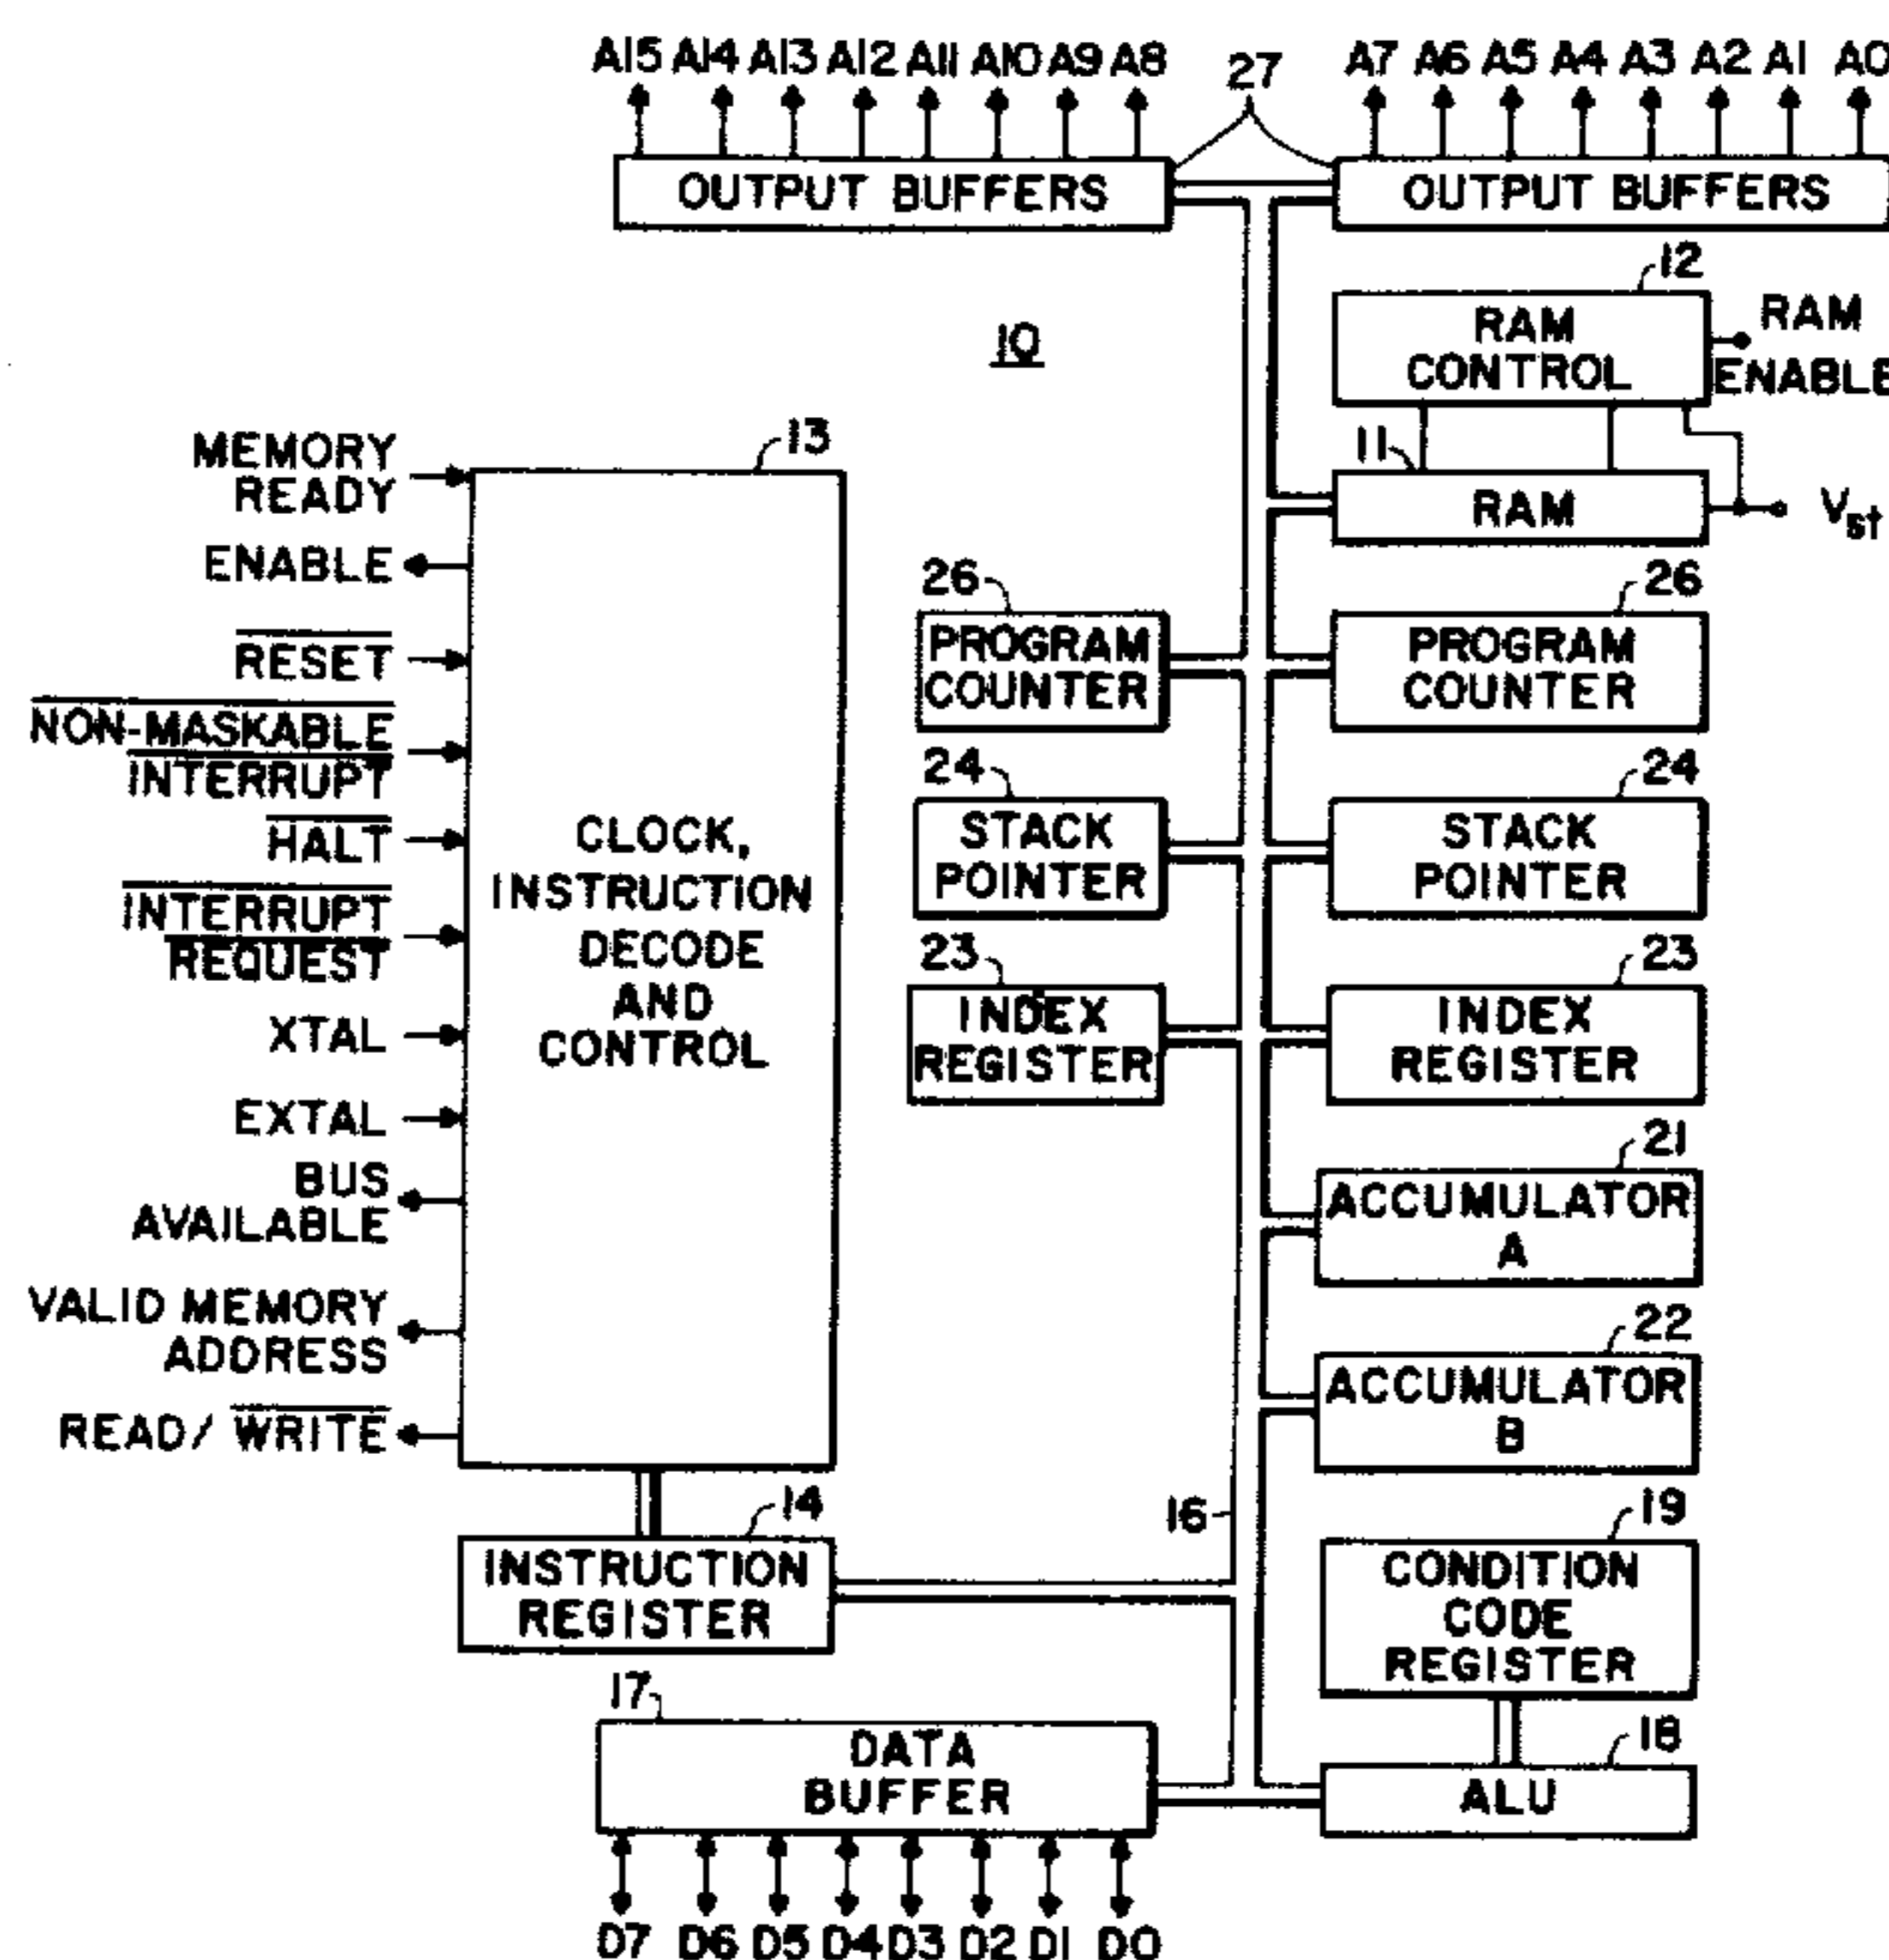 A15 A14 A13 A12 A11 A10 A9 A8
27
A7 A6 A5 A4 A3 A2 A1 A0
OUTPUT BUFFERS
OUTPUT BUFFERS
10
12
RAM
CONTROL
RAM
ENABLE
11
RAM
Vst
13
MEMORY
READY
ENABLE
RESET
NON-MASKABLE
INTERRUPT
HALT
INTERRUPT
REQUEST
XTAL
EXTAL
BUS
AVAILABLE
VALID MEMORY
ADDRESS
READ/ WRITE
CLOCK,
INSTRUCTION
DECODE
AND
CONTROL
26
PROGRAM
COUNTER
26
PROGRAM
COUNTER
24
STACK
POINTER
24
STACK
POINTER
23
INDEX
REGISTER
23
INDEX
REGISTER
21
ACCUMULATOR
A
22
ACCUMULATOR
B
16
14
INSTRUCTION
REGISTER
19
CONDITION
CODE
REGISTER
17
DATA
BUFFER
18
ALU
D7 D6 D5 D4 D3 D2 D1 D0